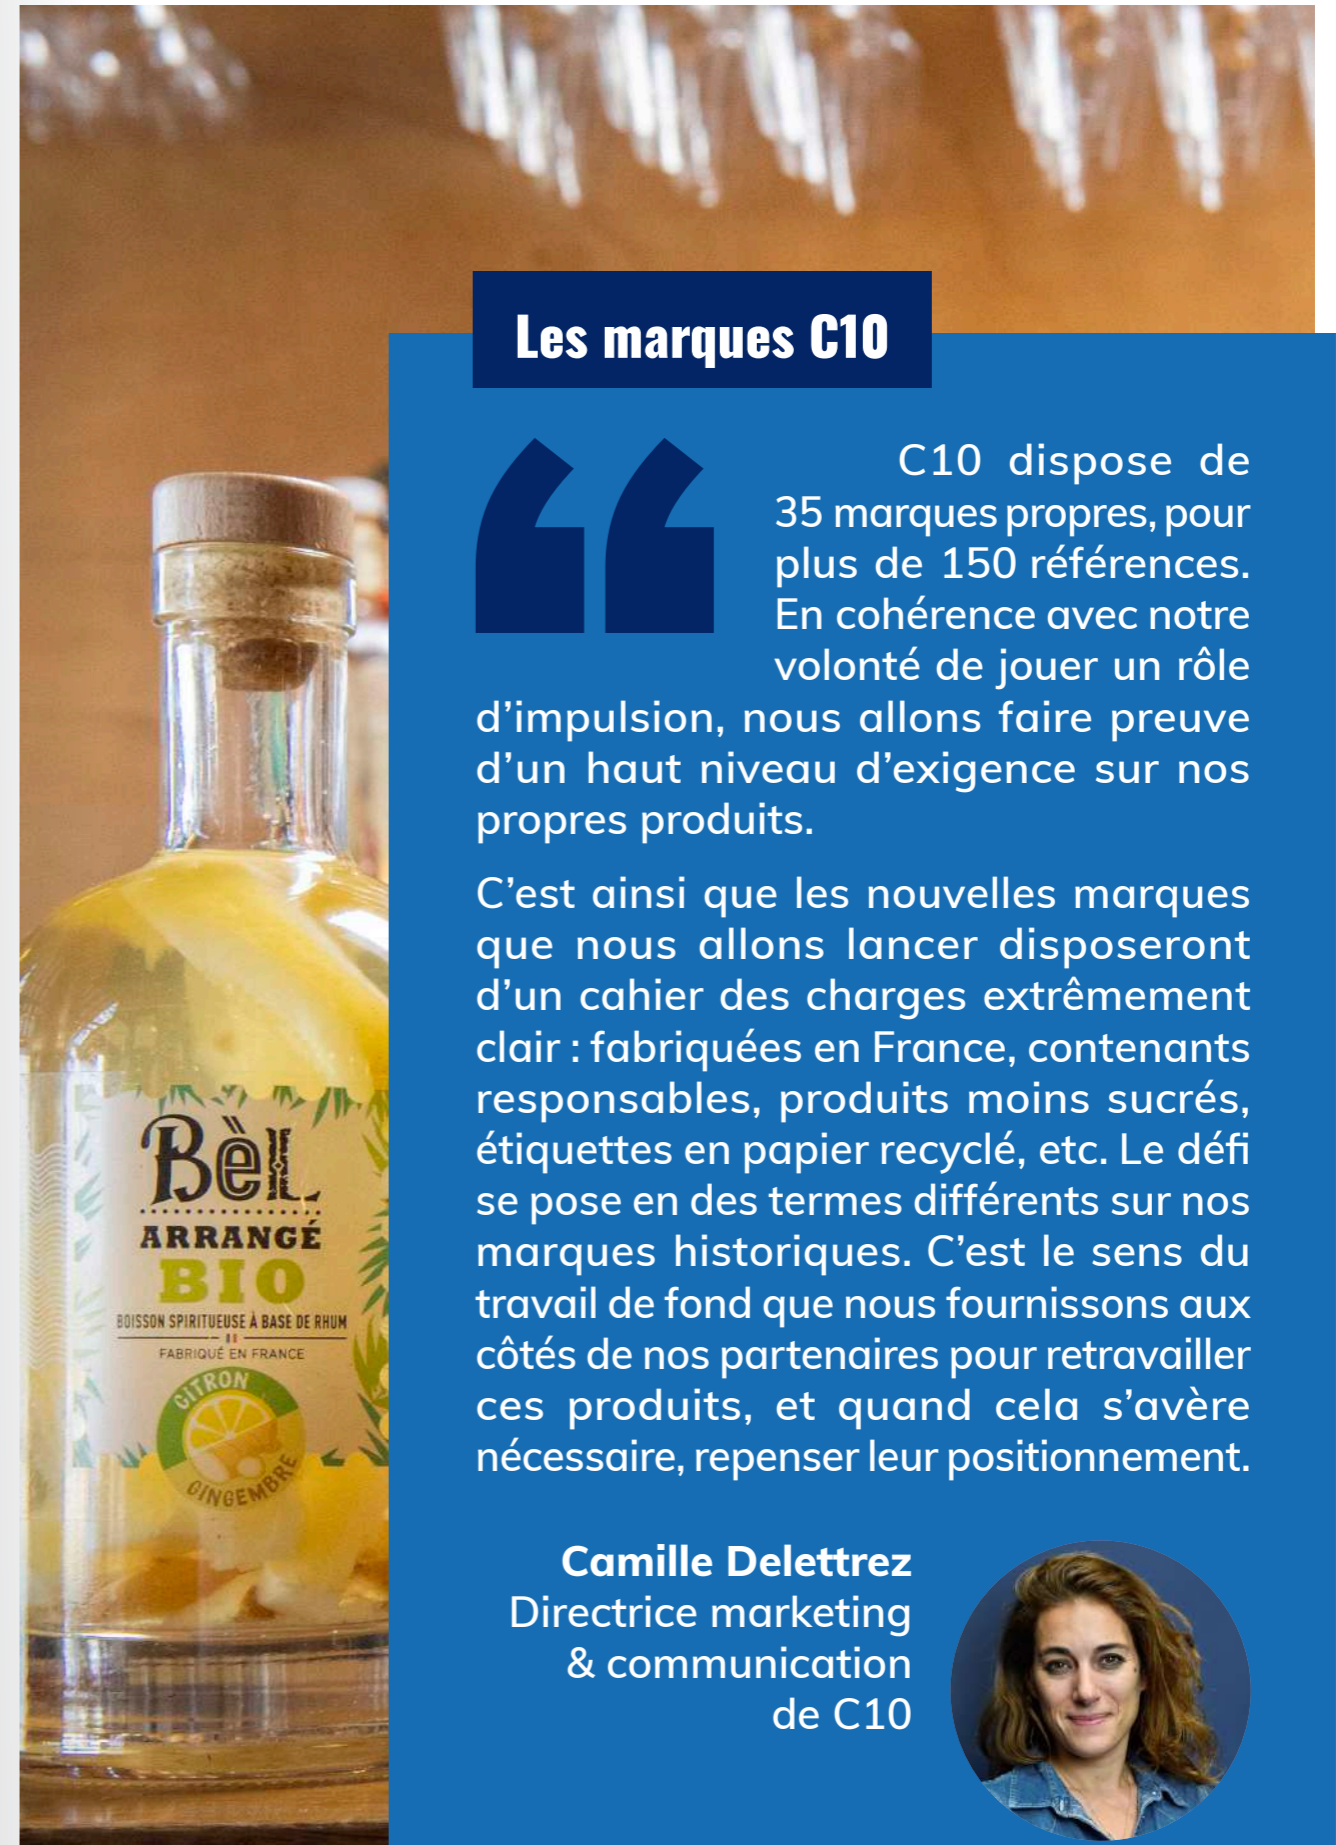 Les marques C10
C10 dispose de
35 marques propres, pour
plus de 150 références.
En cohérence avec notre
volonté de jouer un rôle
d’impulsion, nous allons faire preuve
d’un haut niveau d’exigence sur nos
propres produits.
C’est ainsi que les nouvelles marques
que nous allons lancer disposeront
d’un cahier des charges extrêmement
clair : fabriquées en France, contenants
responsables, produits moins sucrés,
étiquettes en papier recyclé, etc. Le défi
se pose en des termes différents sur nos
marques historiques. C’est le sens du
travail de fond que nous fournissons aux
côtés de nos partenaires pour retravailler
ces produits, et quand cela s’avère
nécessaire, repenser leur positionnement.
Camille Delettrez
Directrice marketing
& communication
de C10
BèL
ARRANGÉ
BIO
BOISSON SPIRITUEUSE À BASE DE RHUM
FABRIQUÉ EN FRANCE
CITRON
GINGEMBRE